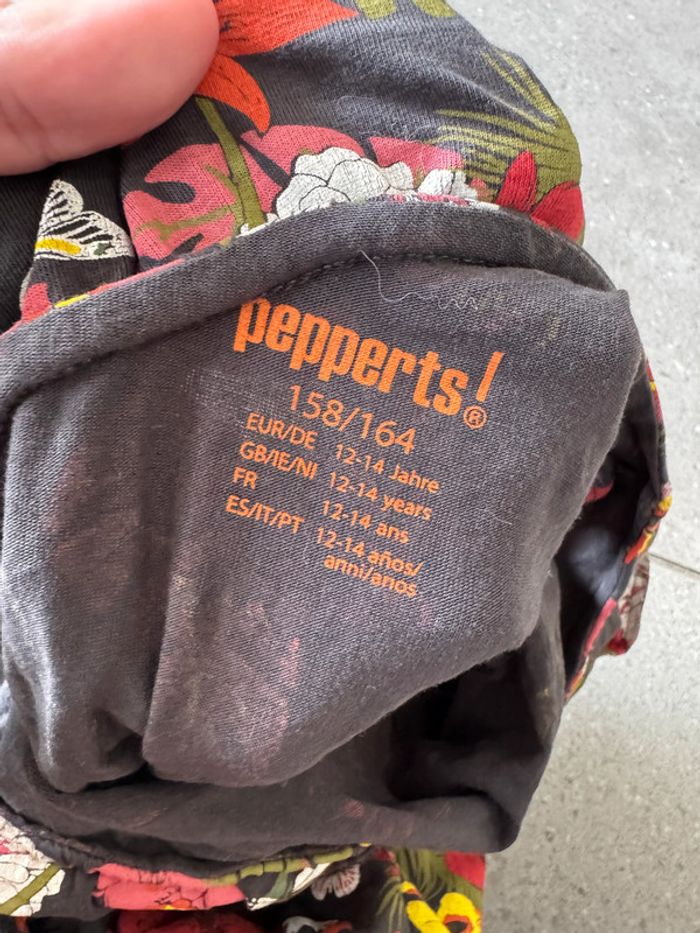 pepperts!®
158/164
EUR/DE 12-14 Jahre
GB/IE/NI 12-14 years
FR 12-14 ans
ES/IT/PT 12-14 años/
anni/anos